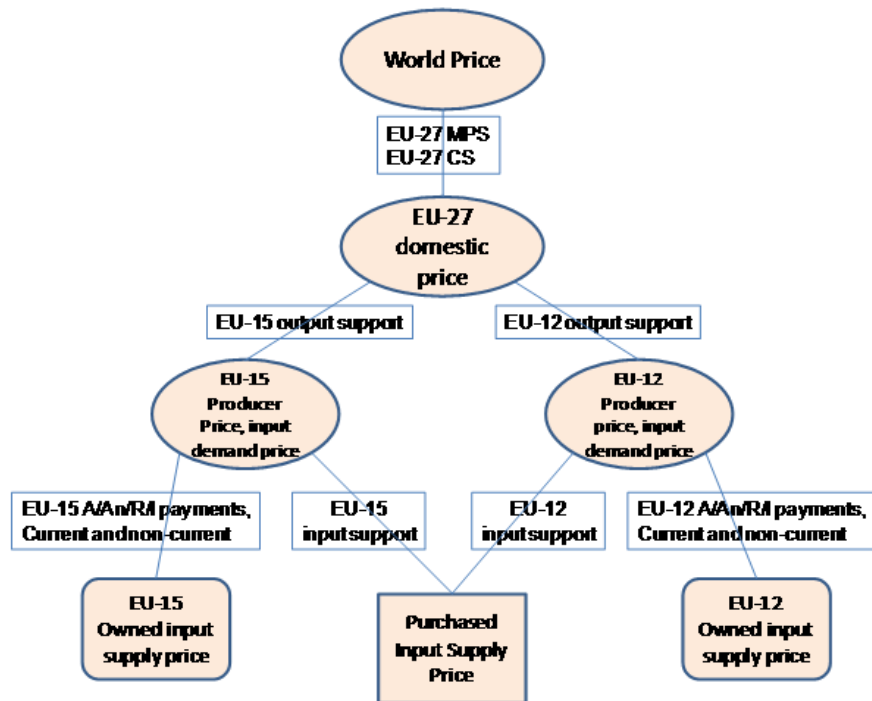 World Price
EU-27 MPS
EU-27 CS
EU-27
domestic
price
EU-15 output support
EU-12 output support
EU-15
Producer
Price, input
demand price
EU-12
Producer
price, input
demand price
EU-15 A/An/R/I payments,
Current and non-current
EU-15
input support
EU-12
input support
EU-12 A/An/R/I payments,
Current and non-current
EU-15
Owned input
supply price
Purchased
Input Supply
Price
EU-12
Owned input
supply price